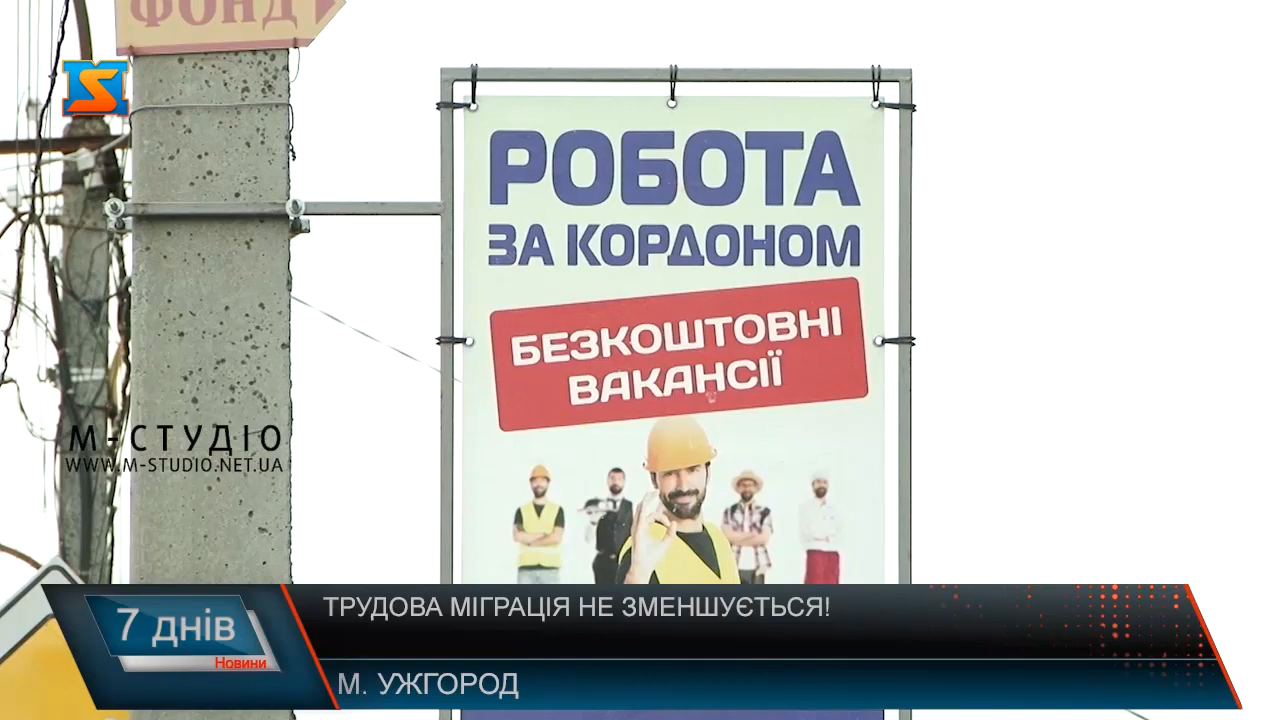 ФОНД
РОБОТА
ЗА КОРДОНОМ
БЕЗКОШТОВНІ
ВАКАНСІЇ
М-СТУДІО
WWW.M-STUDIO.NET.UA
7 днів
Новини
ТРУДОВА МІГРАЦІЯ НЕ ЗМЕНШУЄТЬСЯ!
М. УЖГОРОД